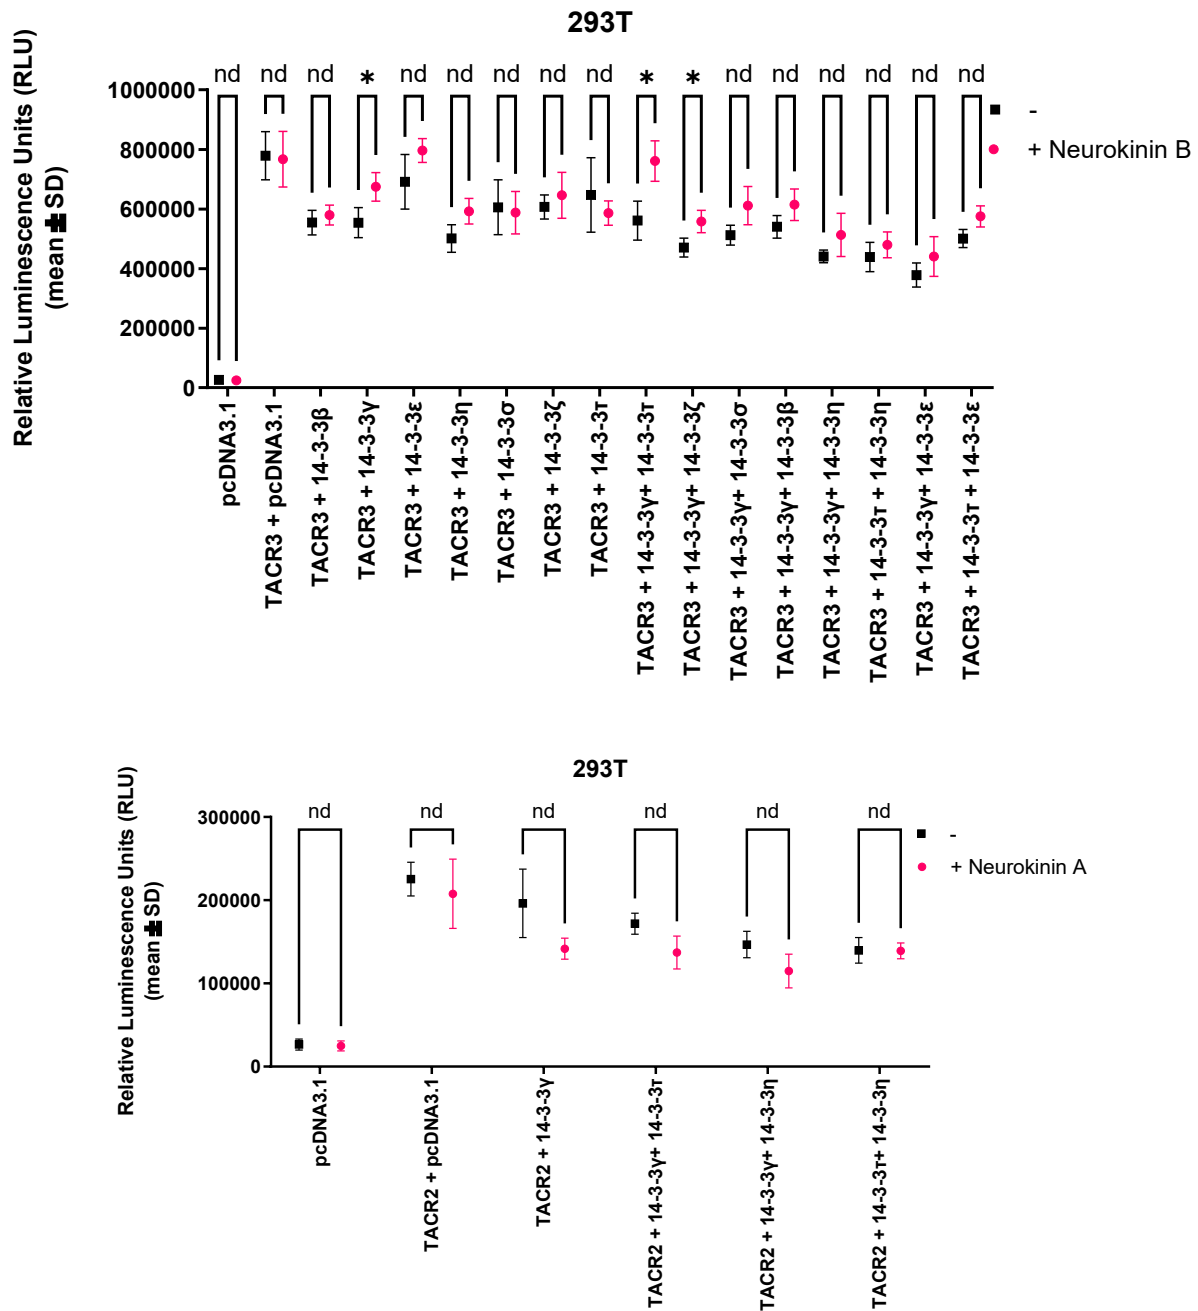 293T
nd nd nd * nd nd nd nd nd * * nd nd nd nd nd nd
Relative Luminescence Units (RLU)
(mean ± SD)
1000000
800000
600000
400000
200000
0
-
+ Neurokinin B
pcDNA3.1
TACR3 + pcDNA3.1
TACR3 + 14-3-3β
TACR3 + 14-3-3γ
TACR3 + 14-3-3ε
TACR3 + 14-3-3η
TACR3 + 14-3-3σ
TACR3 + 14-3-3ζ
TACR3 + 14-3-3τ
TACR3 + 14-3-3γ+ 14-3-3τ
TACR3 + 14-3-3γ+ 14-3-3ζ
TACR3 + 14-3-3γ+ 14-3-3σ
TACR3 + 14-3-3γ+ 14-3-3β
TACR3 + 14-3-3γ+ 14-3-3η
TACR3 + 14-3-3τ + 14-3-3η
TACR3 + 14-3-3γ+ 14-3-3ε
TACR3 + 14-3-3τ + 14-3-3ε
293T
nd nd nd nd nd nd
Relative Luminescence Units (RLU)
(mean ± SD)
300000
200000
100000
0
-
+ Neurokinin A
pcDNA3.1
TACR2 + pcDNA3.1
TACR2 + 14-3-3γ
TACR2 + 14-3-3γ+ 14-3-3τ
TACR2 + 14-3-3γ+ 14-3-3η
TACR2 + 14-3-3τ+ 14-3-3η